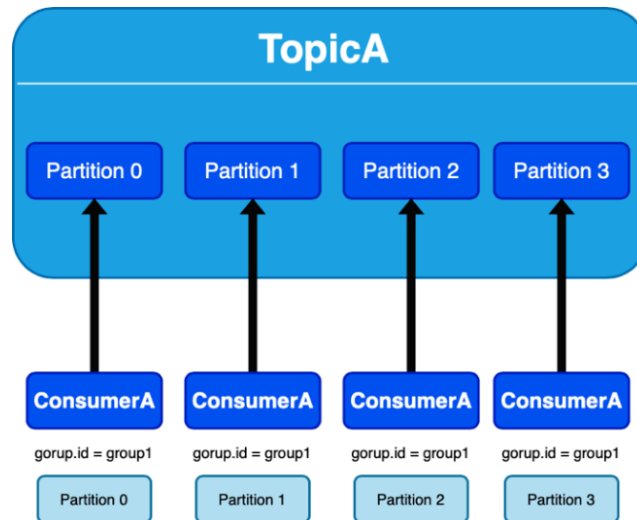 TopicA
Partition 0
Partition 1
Partition 2
Partition 3
ConsumerA
ConsumerA
ConsumerA
ConsumerA
gorup.id = group1
gorup.id = group1
gorup.id = group1
gorup.id = group1
Partition 0
Partition 1
Partition 2
Partition 3